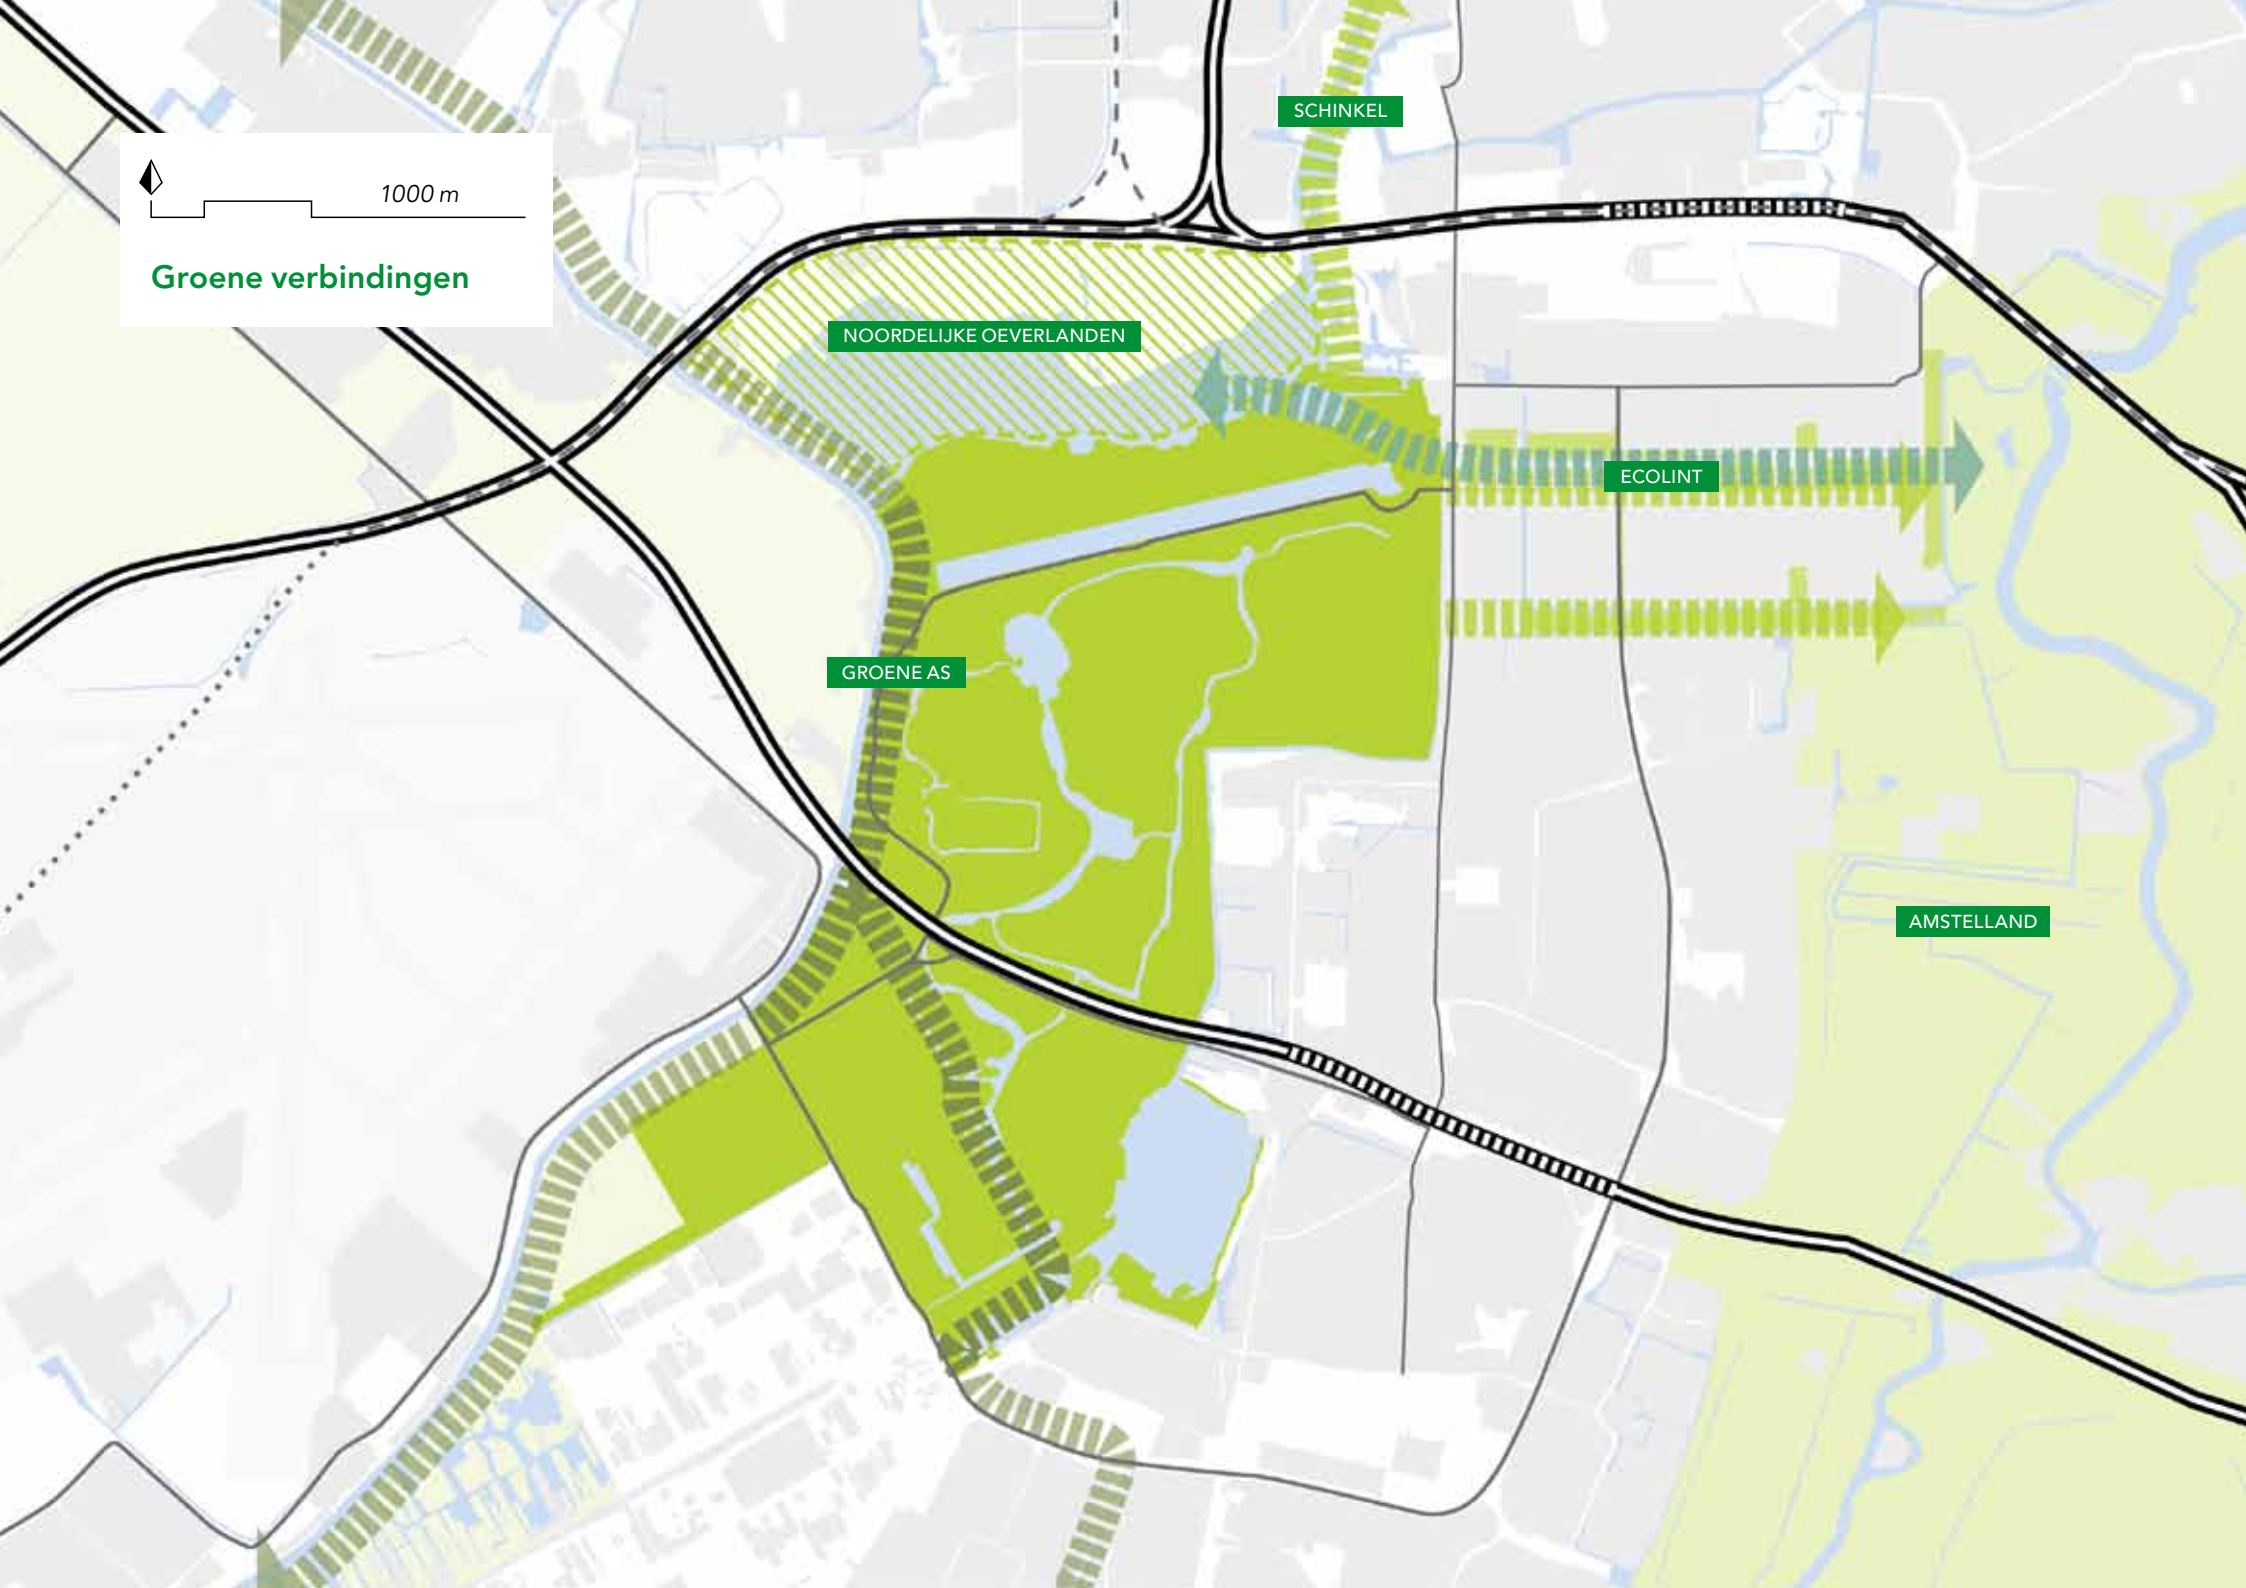 SCHINKEL
1000 m
Groene verbindingen
NOORDELIJKE OEVERLANDEN
ECOLINT
GROENE AS
AMSTELLAND